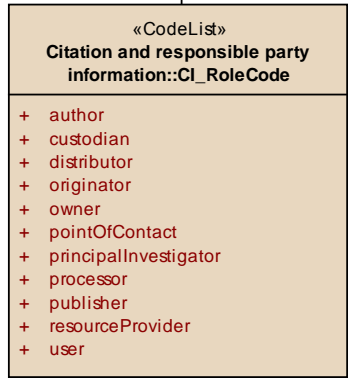 «CodeList»
Citation and responsible party
information::CI_RoleCode
+ author
+ custodian
+ distributor
+ originator
+ owner
+ pointOfContact
+ principalInvestigator
+ processor
+ publisher
+ resourceProvider
+ user